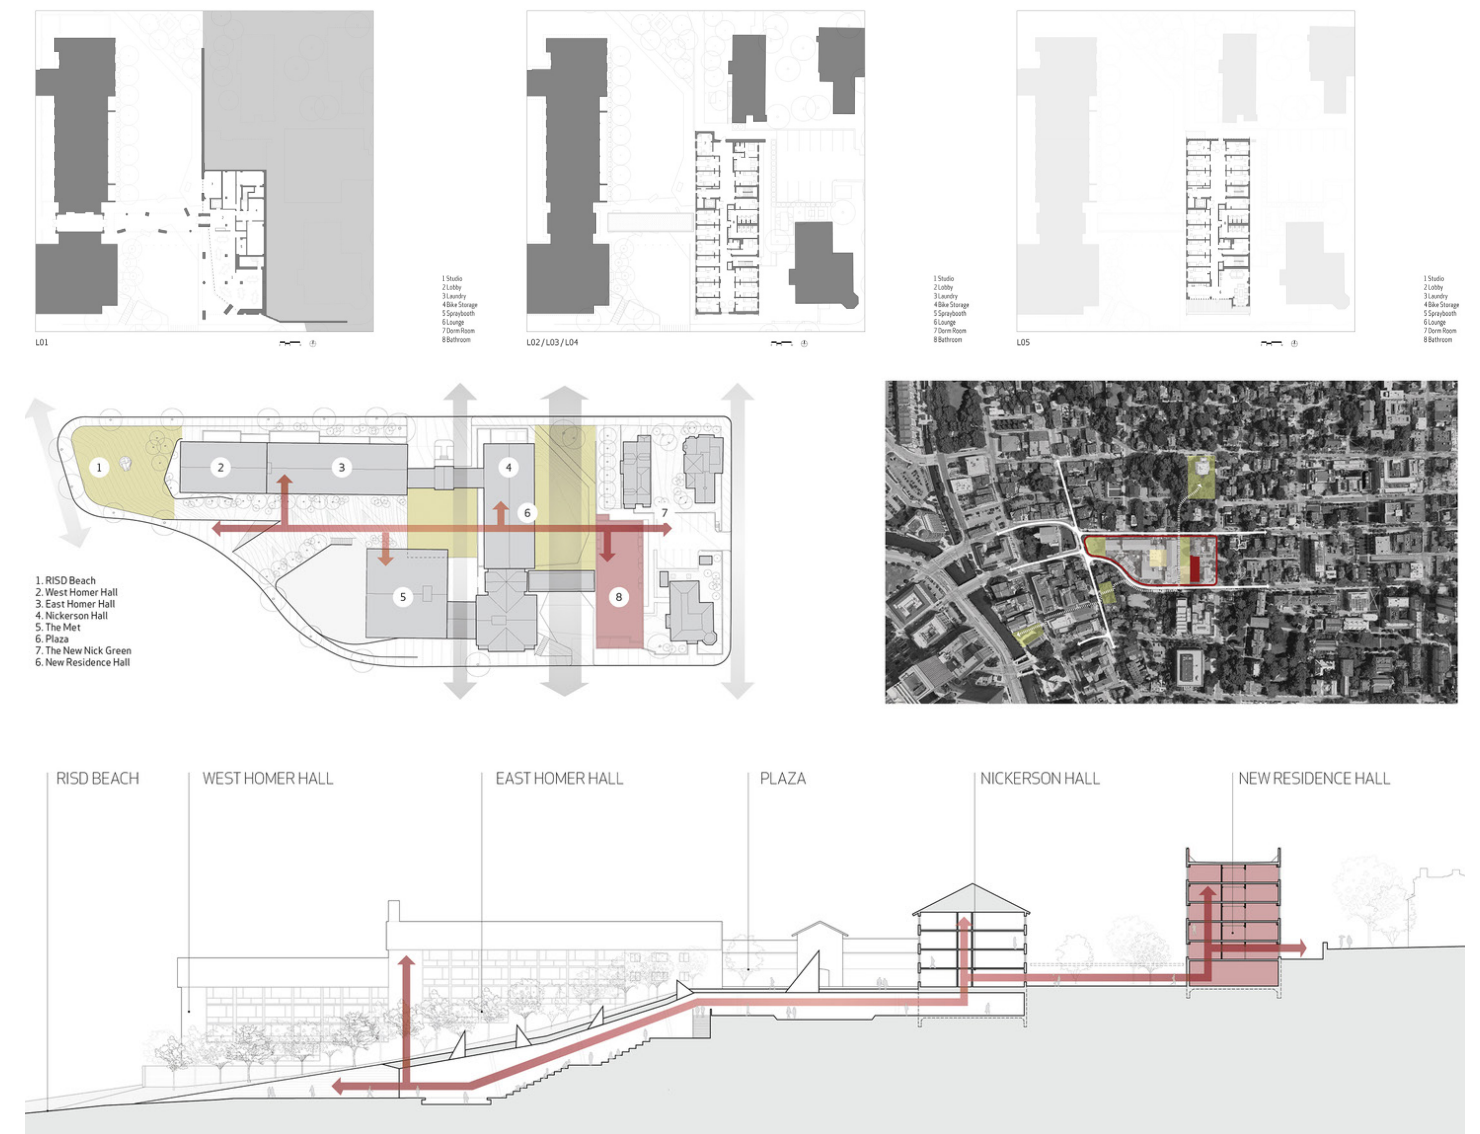 1 Studio
2 Lobby
3 Laundry
4 Bike Storage
5 Spraybooth
6 Lounge
7 Dorm Room
8 Bathroom
L01
1 Studio
2 Lobby
3 Laundry
4 Bike Storage
5 Spraybooth
6 Lounge
7 Dorm Room
8 Bathroom
L02 / L03 / L04
1 Studio
2 Lobby
3 Laundry
4 Bike Storage
5 Spraybooth
6 Lounge
7 Dorm Room
8 Bathroom
L05
1
2
3
4
6
7
5
8
1. RISD Beach
2. West Homer Hall
3. East Homer Hall
4. Nickerson Hall
5. The Met
6. Plaza
7. The New Nick Green
6. New Residence Hall
RISD BEACH
WEST HOMER HALL
EAST HOMER HALL
PLAZA
NICKERSON HALL
NEW RESIDENCE HALL